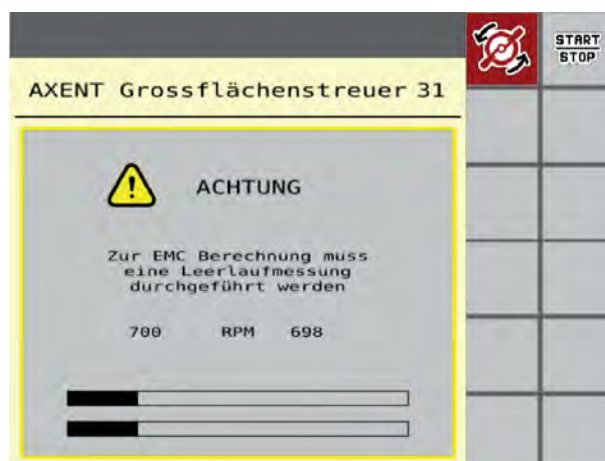 START
STOP
AXENT Grossflächenstreuer 31
ACHTUNG
Zur EMC Berechnung muss
eine Leerlaufmessung
durchgeführt werden
700 RPM 698